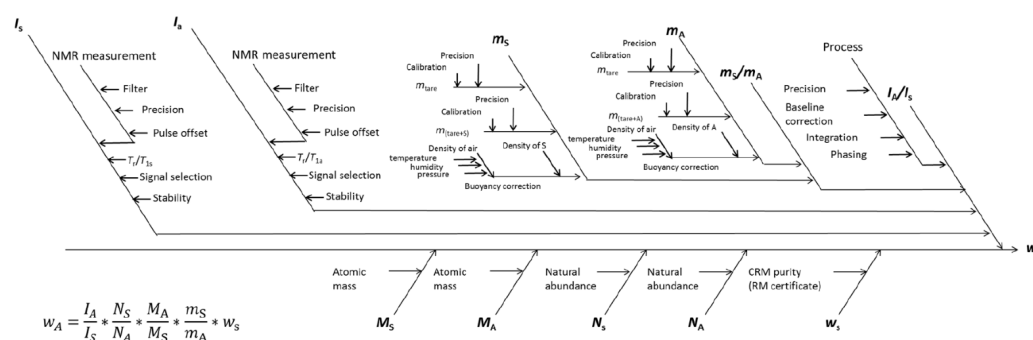 I_s
NMR measurement
Filter
Precision
Pulse offset
T_r/T_1s
Signal selection
Stability
I_a
NMR measurement
Filter
Precision
Pulse offset
T_r/T_1a
Signal selection
Stability
m_S
Precision
Calibration
m_tare
Precision
Calibration
m_(tare+S)
Density of air
Density of S
temperature
humidity
pressure
Buoyancy correction
m_A
Precision
Calibration
m_tare
Precision
Calibration
m_(tare+A)
Density of air
Density of A
temperature
humidity
pressure
Buoyancy correction
m_S/m_A
Process
Precision
Baseline
correction
Integration
Phasing
I_A/I_s
w
Atomic
mass
M_S
Atomic
mass
M_A
Natural
abundance
N_s
Natural
abundance
N_A
CRM purity
(RM certificate)
w_s
w_A = I_A/I_S * N_S/N_A * M_A/M_S * m_S/m_A * w_s